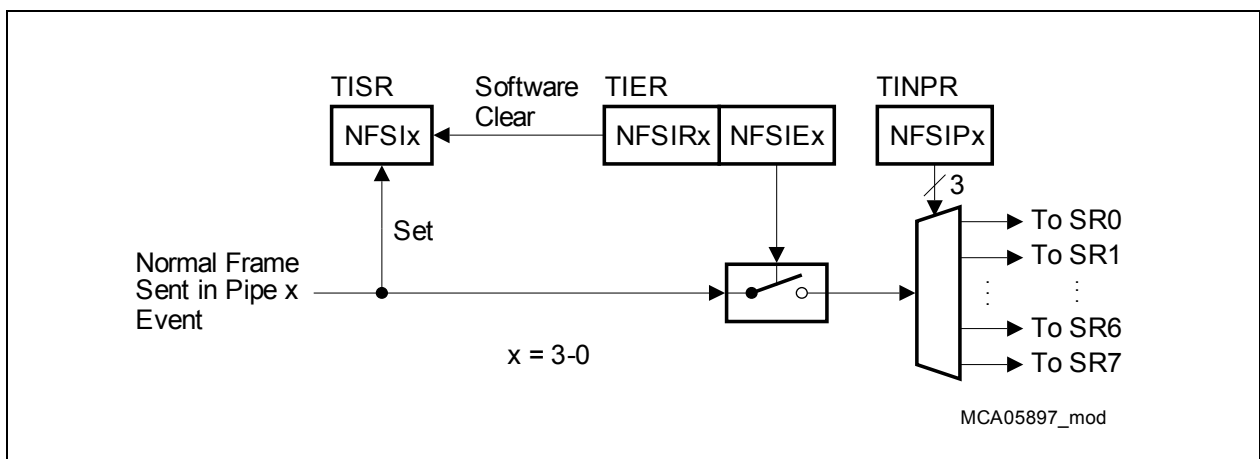 TISR
Software
Clear
TIER
TINPR
NFSIx
NFSIRx
NFSIEx
NFSIPx
3
Set
Normal Frame
Sent in Pipe x
Event
To SR0
To SR1
To SR6
To SR7
x = 3-0
MCA05897_mod